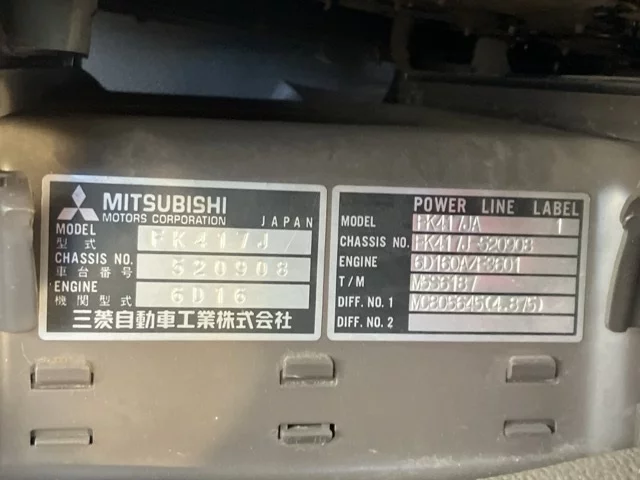 MITSUBISHI
MOTORS CORPORATION JAPAN
MODEL
型式 FK417J
CHASSIS NO.
車台番号 520908
ENGINE
機関型式 6D16
三菱自動車工業株式会社
POWER LINE LABEL
MODEL FK417JA 1
CHASSIS NO. FK417J-520908
ENGINE
T/M
DIFF. NO. 1 MC805645(4.875)
DIFF. NO. 2